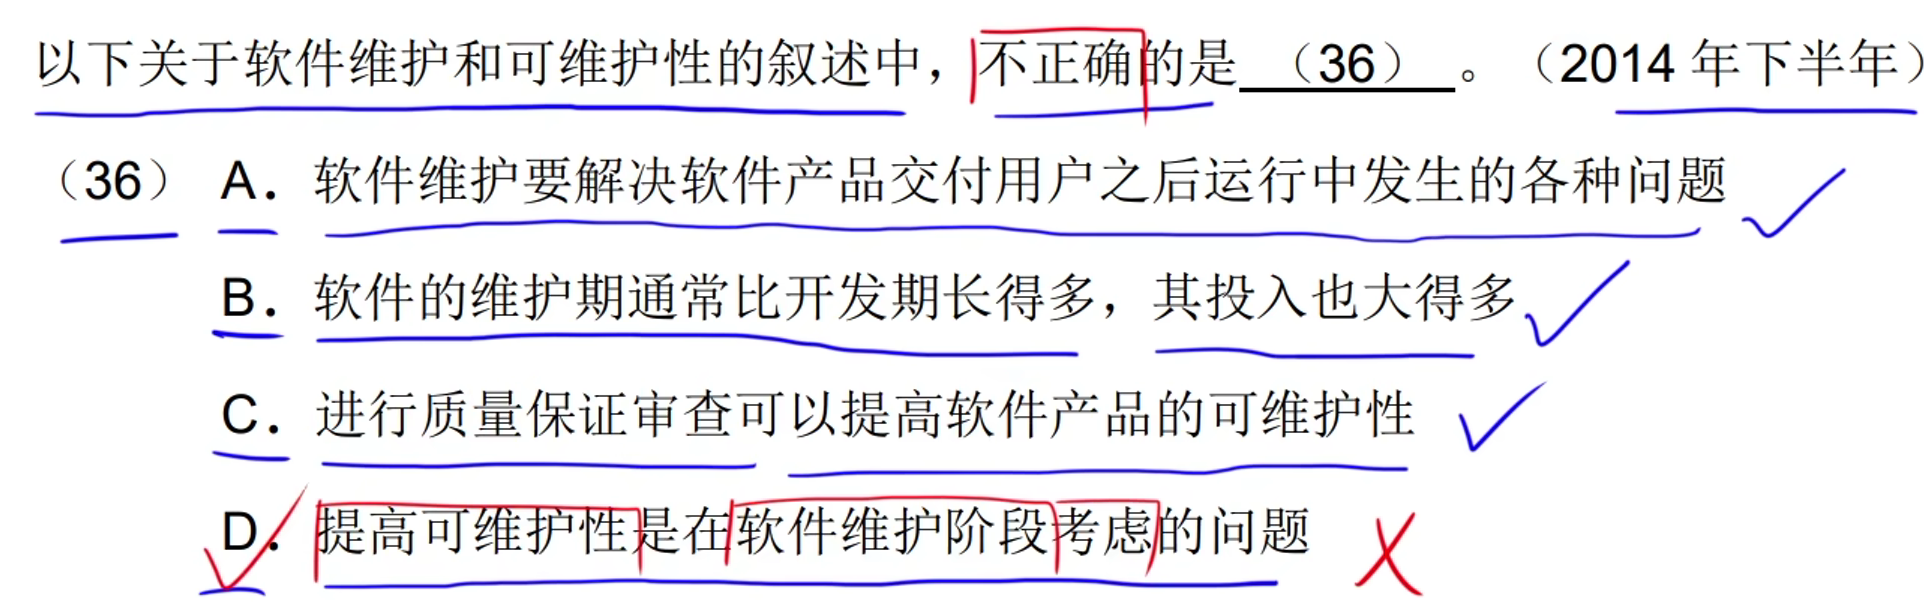 以下关于软件维护和可维护性的叙述中，不正确的是 （36） 。（2014 年下半年）
（36） A. 软件维护要解决软件产品交付用户之后运行中发生的各种问题
B. 软件的维护期通常比开发期长得多，其投入也大得多
C. 进行质量保证审查可以提高软件产品的可维护性
D. 提高可维护性是在软件维护阶段考虑的问题